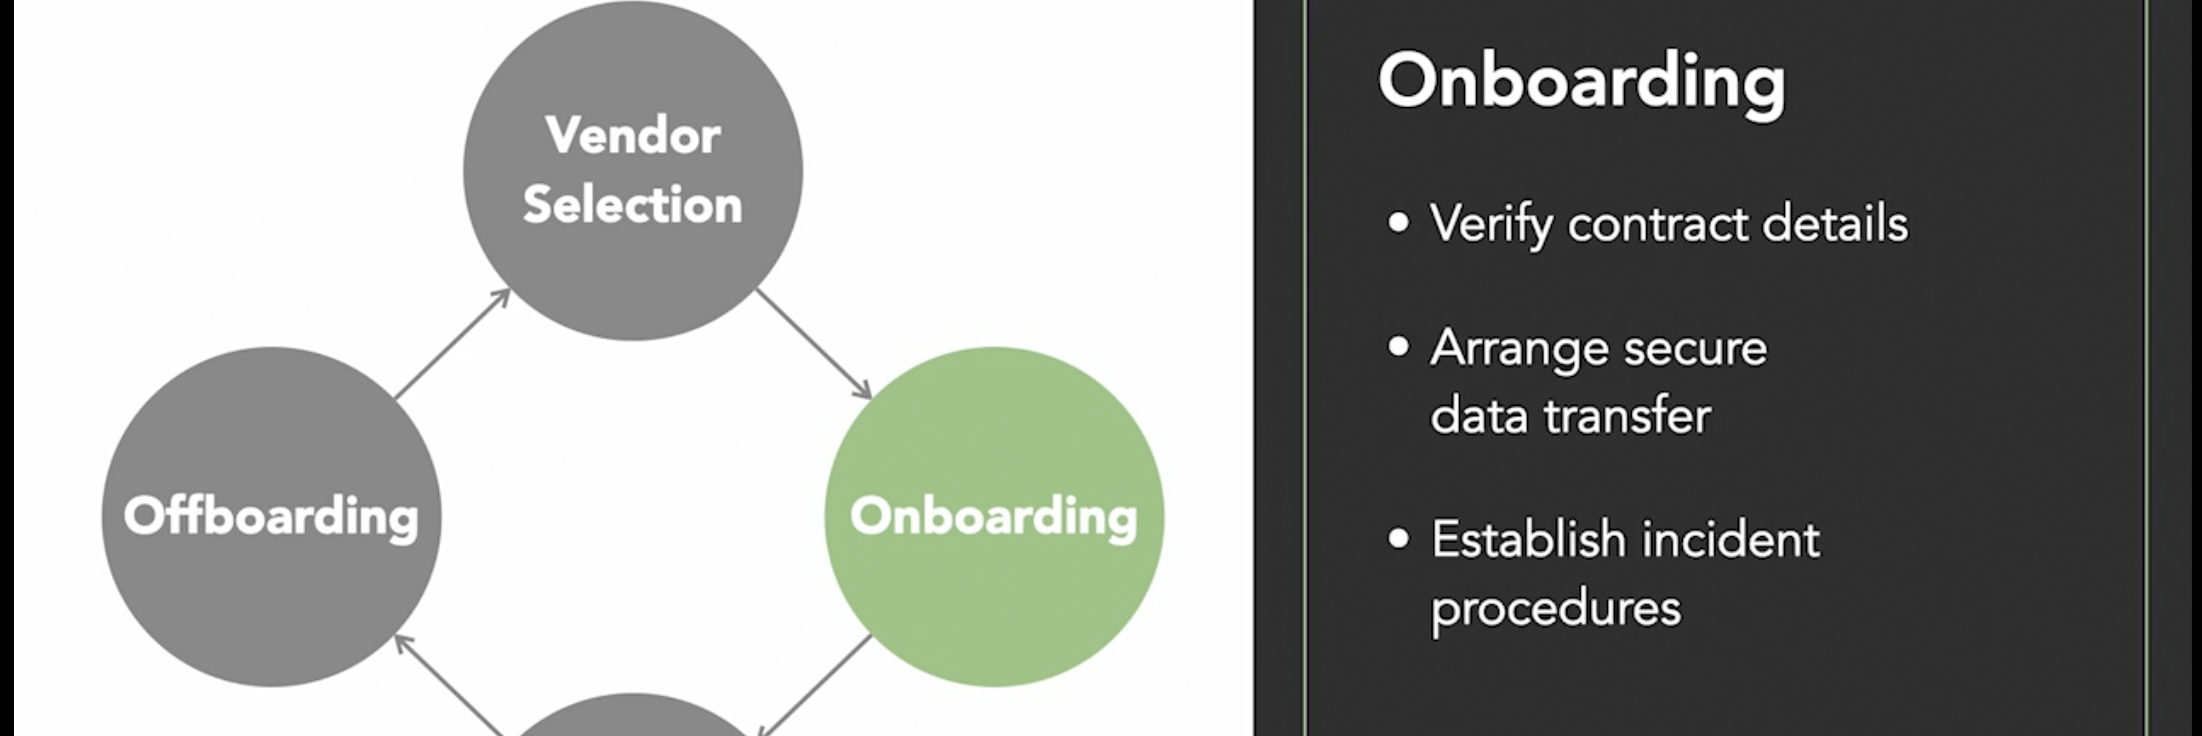 Vendor
Selection
Offboarding
Onboarding
Onboarding
• Verify contract details
• Arrange secure
data transfer
• Establish incident
procedures